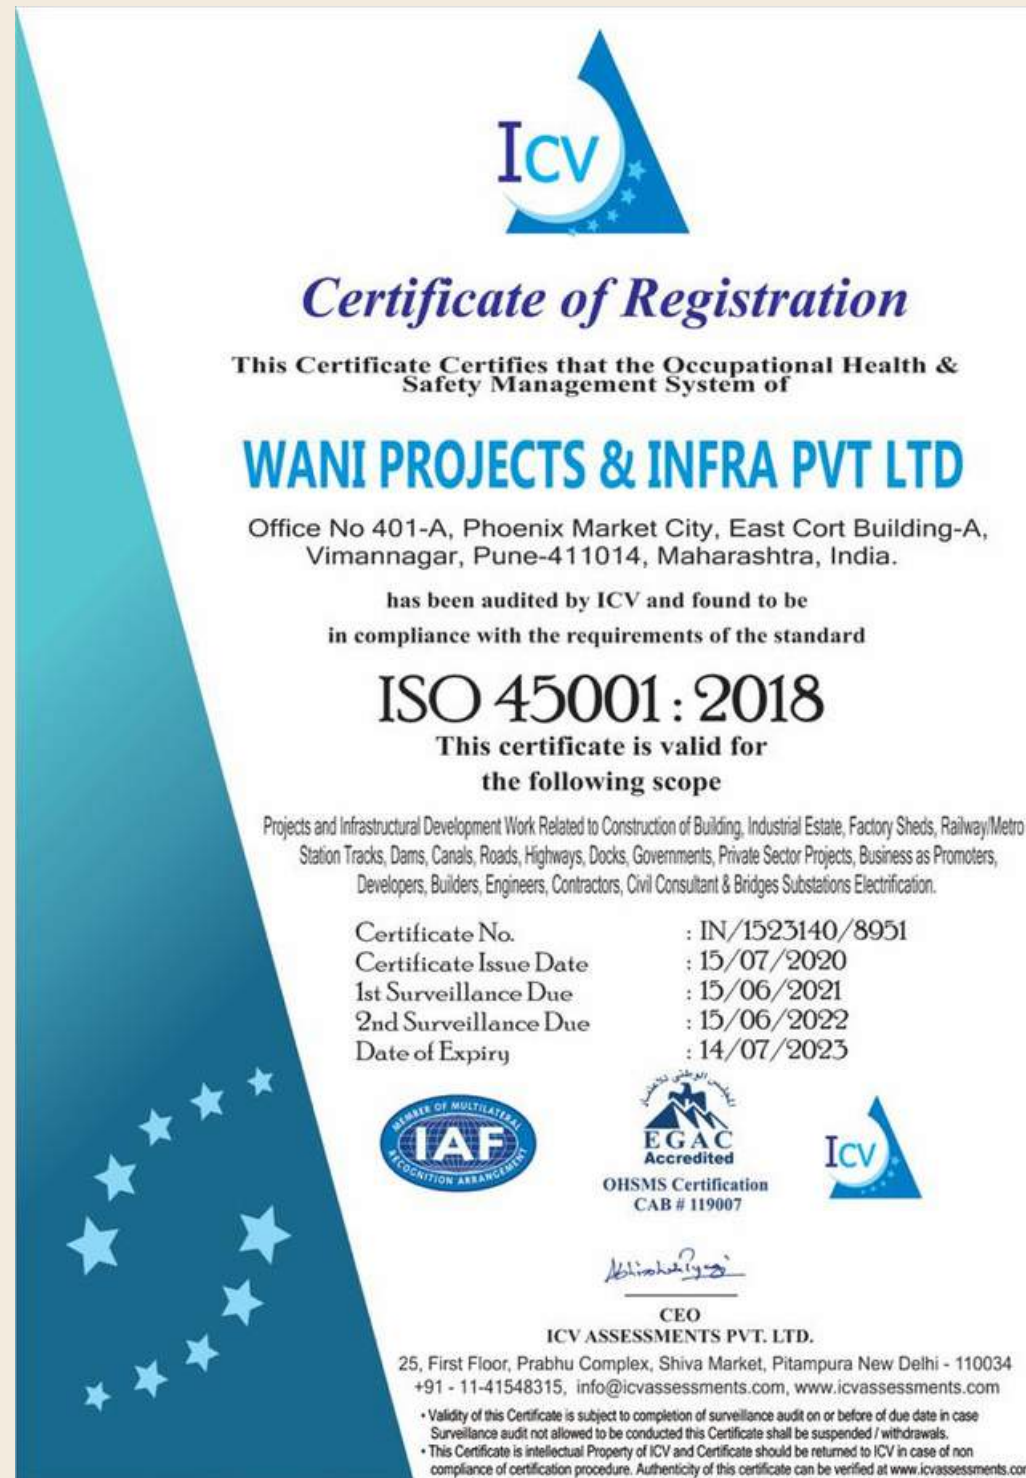 ICV
Certificate of Registration
This Certificate Certifies that the Occupational Health &
Safety Management System of
WANI PROJECTS & INFRA PVT LTD
Office No 401-A, Phoenix Market City, East Cort Building-A,
Vimannagar, Pune-411014, Maharashtra, India.
has been audited by ICV and found to be
in compliance with the requirements of the standard
ISO 45001 : 2018
This certificate is valid for
the following scope
Projects and Infrastructural Development Work Related to Construction of Building, Industrial Estate, Factory Sheds, Railway/Metro
Station Tracks, Dams, Canals, Roads, Highways, Docks, Governments, Private Sector Projects, Business as Promoters,
Developers, Builders, Engineers, Contractors, Civil Consultant & Bridges Substations Electrification.
Certificate No. : IN/1523140/8951
Certificate Issue Date : 15/07/2020
1st Surveillance Due : 15/06/2021
2nd Surveillance Due : 15/06/2022
Date of Expiry : 14/07/2023
MEMBER OF MULTILATERAL
IAF
RECOGNITION ARRANGEMENT
المجلس الوطني للاعتماد
EGAC
Accredited
OHSMS Certification
CAB # 119007
ICV
CEO
ICV ASSESSMENTS PVT. LTD.
25, First Floor, Prabhu Complex, Shiva Market, Pitampura New Delhi - 110034
+91 - 11-41548315, info@icvassessments.com, www.icvassessments.com
• Validity of this Certificate is subject to completion of surveillance audit on or before of due date in case
Surveillance audit not allowed to be conducted this Certificate shall be suspended / withdrawals.
• This Certificate is intellectual Property of ICV and Certificate should be returned to ICV in case of non
compliance of certification procedure. Authenticity of this certificate can be verified at www.icvassessments.com